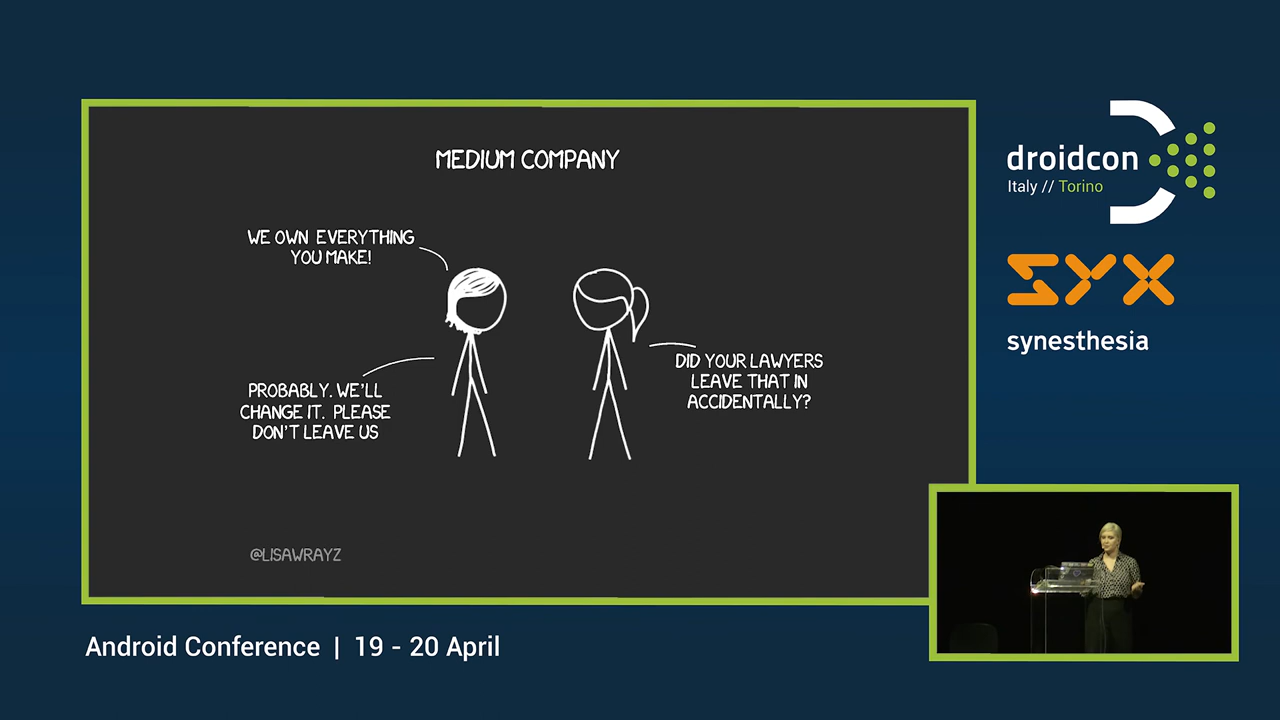 MEDIUM COMPANY
WE OWN EVERYTHING
YOU MAKE!
DID YOUR LAWYERS
LEAVE THAT IN
ACCIDENTALLY?
PROBABLY. WE'LL
CHANGE IT. PLEASE
DON'T LEAVE US
@LISAWRAYZ
droidcon
Italy // Torino
SYX
synesthesia
Android Conference | 19 - 20 April